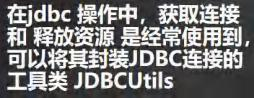 在jdbc 操作中，获取连接
和 释放资源 是经常使用到，
可以将其封装JDBC连接的
工具类 JDBCUtils